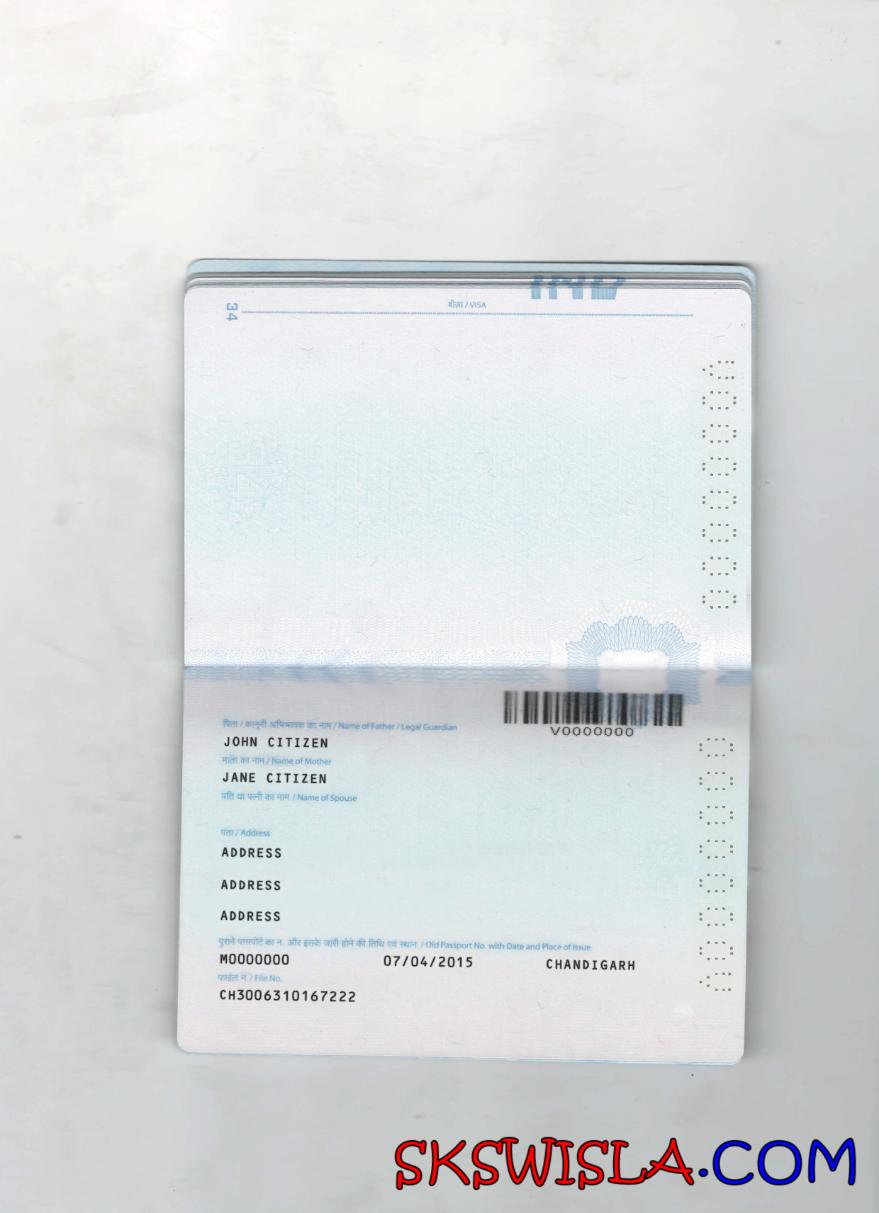 34
वीज़ा / VISA
V0000000
पिता / कानूनी अभिभावक का नाम / Name of Father / Legal Guardian
JOHN CITIZEN
माता का नाम / Name of Mother
JANE CITIZEN
पति या पत्नी का नाम / Name of Spouse
पता / Address
ADDRESS
ADDRESS
ADDRESS
पुराने पासपोर्ट का न. और इसके जारी होने की तिथि एवं स्थान / Old Passport No. with Date and Place of Issue
M0000000 07/04/2015 CHANDIGARH
फाईल न / File No.
CH3006310167222
V0000000
V0000000
SKSWISLA.COM